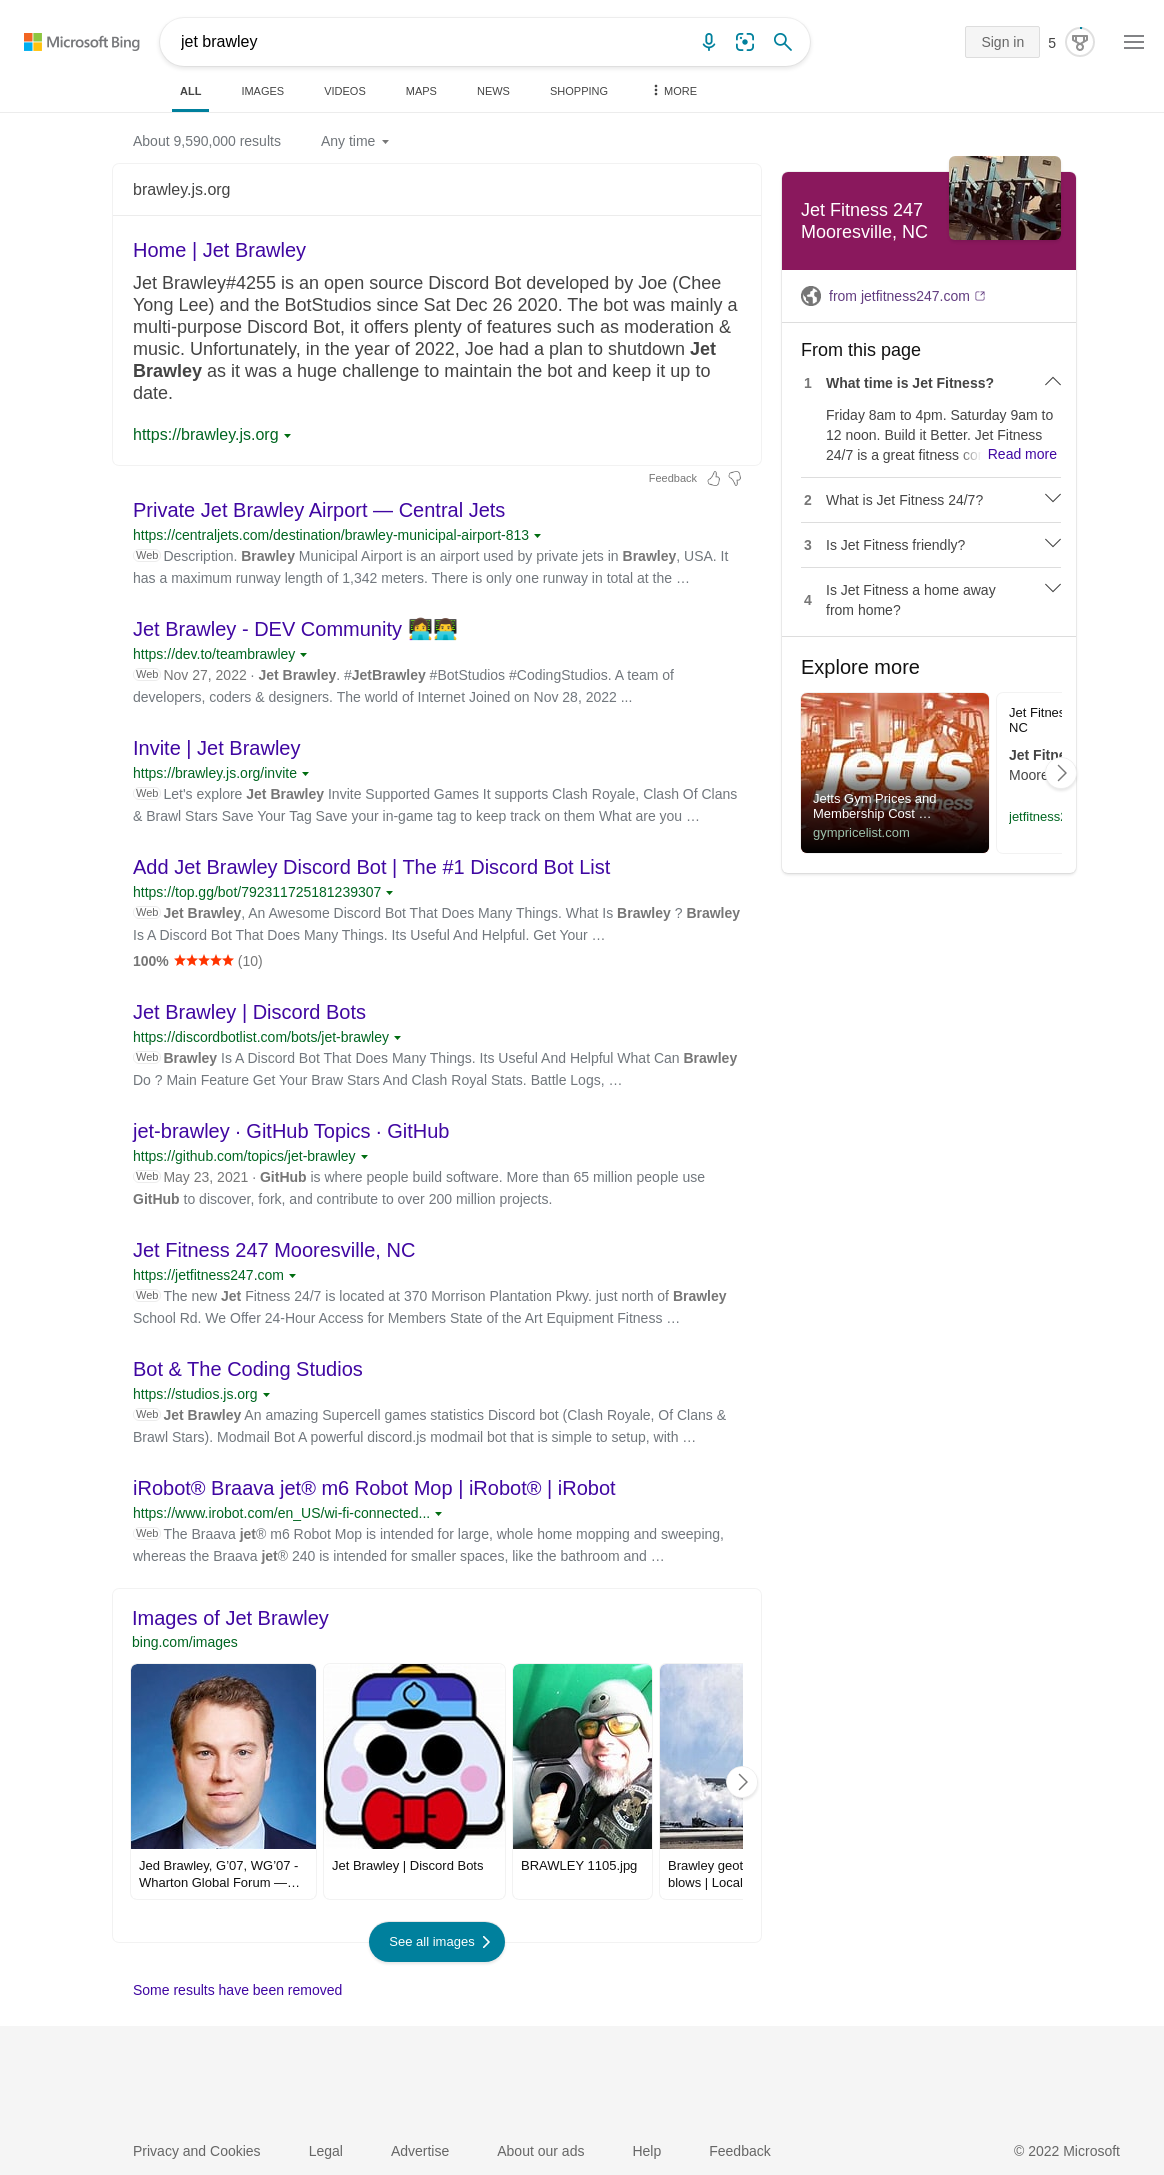 Microsoft Bing
jet brawley
Sign in
5
ALL
IMAGES
VIDEOS
MAPS
NEWS
SHOPPING
MORE
About 9,590,000 results
Any time
brawley.js.org
Home | Jet Brawley
Jet Brawley#4255 is an open source Discord Bot developed by Joe (Chee
Yong Lee) and the BotStudios since Sat Dec 26 2020. The bot was mainly a
multi-purpose Discord Bot, it offers plenty of features such as moderation &
music. Unfortunately, in the year of 2022, Joe had a plan to shutdown Jet
Brawley as it was a huge challenge to maintain the bot and keep it up to
date.
https://brawley.js.org
Feedback
Private Jet Brawley Airport — Central Jets
https://centraljets.com/destination/brawley-municipal-airport-813
Web Description. Brawley Municipal Airport is an airport used by private jets in Brawley, USA. It
has a maximum runway length of 1,342 meters. There is only one runway in total at the …
Jet Brawley - DEV Community 👩‍💻👨‍💻
https://dev.to/teambrawley
Web Nov 27, 2022 · Jet Brawley. #JetBrawley #BotStudios #CodingStudios. A team of
developers, coders & designers. The world of Internet Joined on Nov 28, 2022 ...
Invite | Jet Brawley
https://brawley.js.org/invite
Web Let's explore Jet Brawley Invite Supported Games It supports Clash Royale, Clash Of Clans
& Brawl Stars Save Your Tag Save your in-game tag to keep track on them What are you …
Add Jet Brawley Discord Bot | The #1 Discord Bot List
https://top.gg/bot/792311725181239307
Web Jet Brawley, An Awesome Discord Bot That Does Many Things. What Is Brawley ? Brawley
Is A Discord Bot That Does Many Things. Its Useful And Helpful. Get Your …
100% ★★★★★ (10)
Jet Brawley | Discord Bots
https://discordbotlist.com/bots/jet-brawley
Web Brawley Is A Discord Bot That Does Many Things. Its Useful And Helpful What Can Brawley
Do ? Main Feature Get Your Braw Stars And Clash Royal Stats. Battle Logs, …
jet-brawley · GitHub Topics · GitHub
https://github.com/topics/jet-brawley
Web May 23, 2021 · GitHub is where people build software. More than 65 million people use
GitHub to discover, fork, and contribute to over 200 million projects.
Jet Fitness 247 Mooresville, NC
https://jetfitness247.com
Web The new Jet Fitness 24/7 is located at 370 Morrison Plantation Pkwy. just north of Brawley
School Rd. We Offer 24-Hour Access for Members State of the Art Equipment Fitness …
Bot & The Coding Studios
https://studios.js.org
Web Jet Brawley An amazing Supercell games statistics Discord bot (Clash Royale, Of Clans &
Brawl Stars). Modmail Bot A powerful discord.js modmail bot that is simple to setup, with …
iRobot® Braava jet® m6 Robot Mop | iRobot® | iRobot
https://www.irobot.com/en_US/wi-fi-connected...
Web The Braava jet® m6 Robot Mop is intended for large, whole home mopping and sweeping,
whereas the Braava jet® 240 is intended for smaller spaces, like the bathroom and …
Images of Jet Brawley
bing.com/images
Jed Brawley, G'07, WG'07 -
Wharton Global Forum —…
Jet Brawley | Discord Bots
BRAWLEY 1105.jpg
Brawley geot
blows | Local
See all images
Some results have been removed
Jet Fitness 247
Mooresville, NC
from jetfitness247.com
From this page
1 What time is Jet Fitness?
Friday 8am to 4pm. Saturday 9am to
12 noon. Build it Better. Jet Fitness
24/7 is a great fitness co Read more
2 What is Jet Fitness 24/7?
3 Is Jet Fitness friendly?
4 Is Jet Fitness a home away
from home?
Explore more
jetts
24 hour fitness
Jetts Gym Prices and
Membership Cost …
gympricelist.com
Jet Fitnes
NC
Jet Fitne
Moore
jetfitness2
Privacy and Cookies
Legal
Advertise
About our ads
Help
Feedback
© 2022 Microsoft